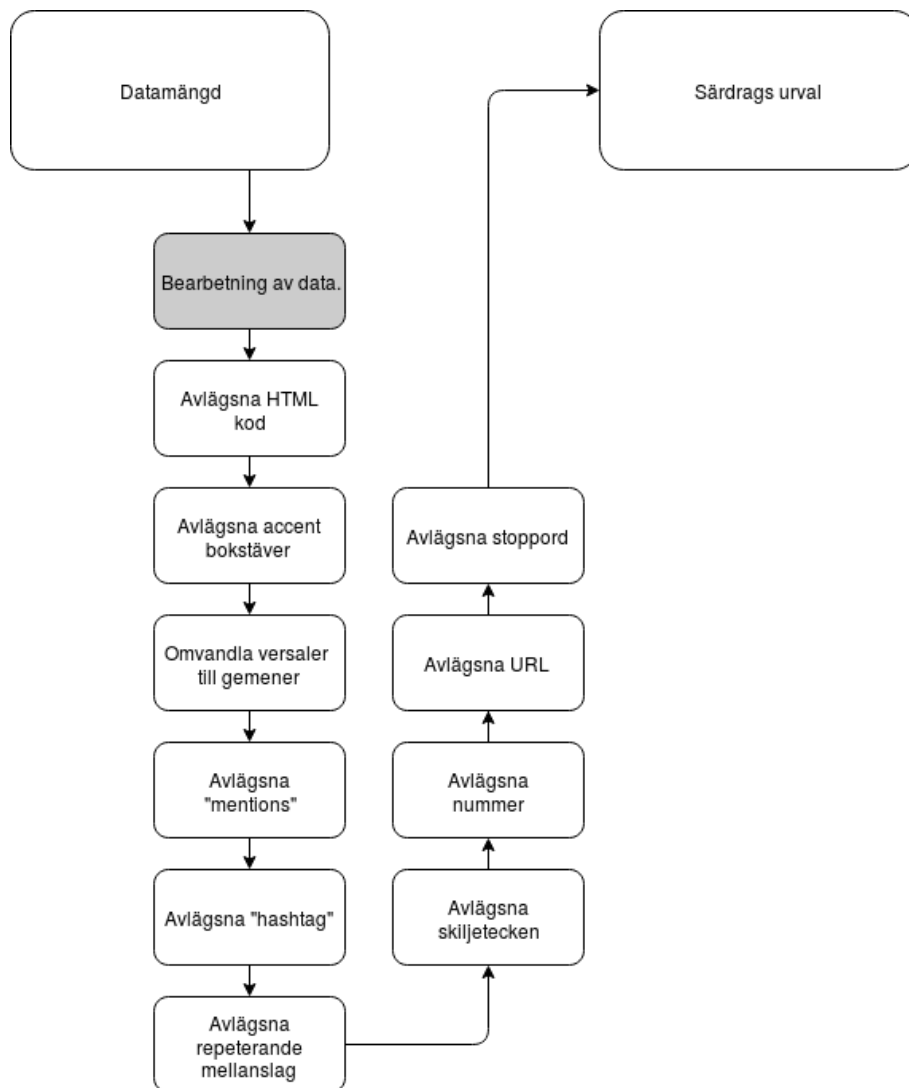 Datamängd
Bearbetning av data.
Avlägsna HTML
kod
Avlägsna accent
bokstäver
Omvandla versaler
till gemener
Avlägsna
"mentions"
Avlägsna "hashtag"
Avlägsna
repeterande
mellanslag
Avlägsna
skiljetecken
Avlägsna
nummer
Avlägsna URL
Avlägsna stoppord
Särdrags urval